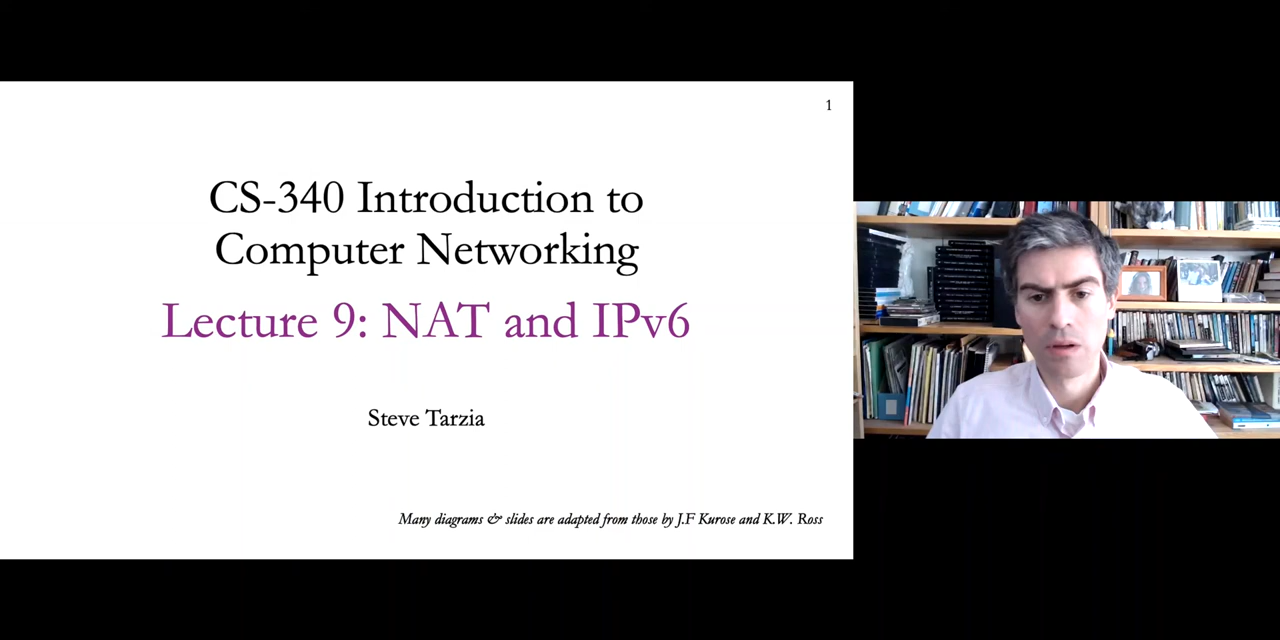 1
CS-340 Introduction to
Computer Networking
Lecture 9: NAT and IPv6
Steve Tarzia
Many diagrams & slides are adapted from those by J.F Kurose and K.W. Ross